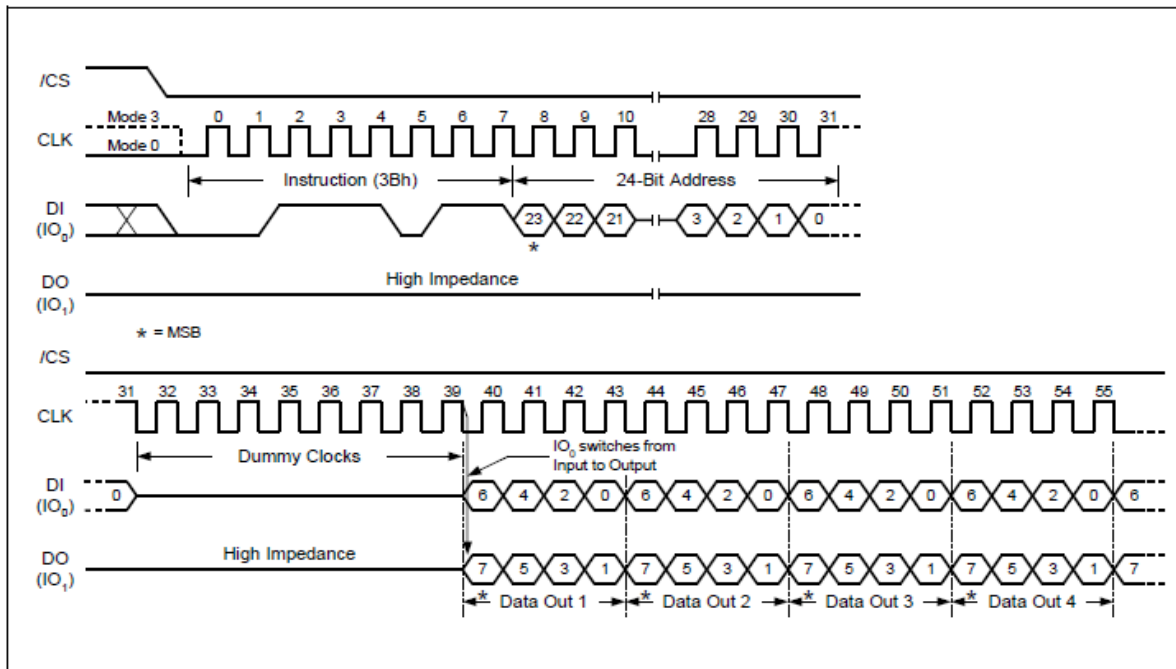 /CS
Mode 3 0 1 2 3 4 5 6 7 8 9 10 28 29 30 31
CLK
Mode 0
Instruction (3Bh) 24-Bit Address
DI
(IO0) 23 22 21 3 2 1 0
*
High Impedance
DO
(IO1)
* = MSB
/CS
31 32 33 34 35 36 37 38 39 40 41 42 43 44 45 46 47 48 49 50 51 52 53 54 55
CLK
Dummy Clocks
IO0 switches from
Input to Output
DI
(IO0) 0 6 4 2 0 6 4 2 0 6 4 2 0 6 4 2 0 6
High Impedance
DO
(IO1) 7 5 3 1 7 5 3 1 7 5 3 1 7 5 3 1 7
* Data Out 1 * Data Out 2 * Data Out 3 * Data Out 4